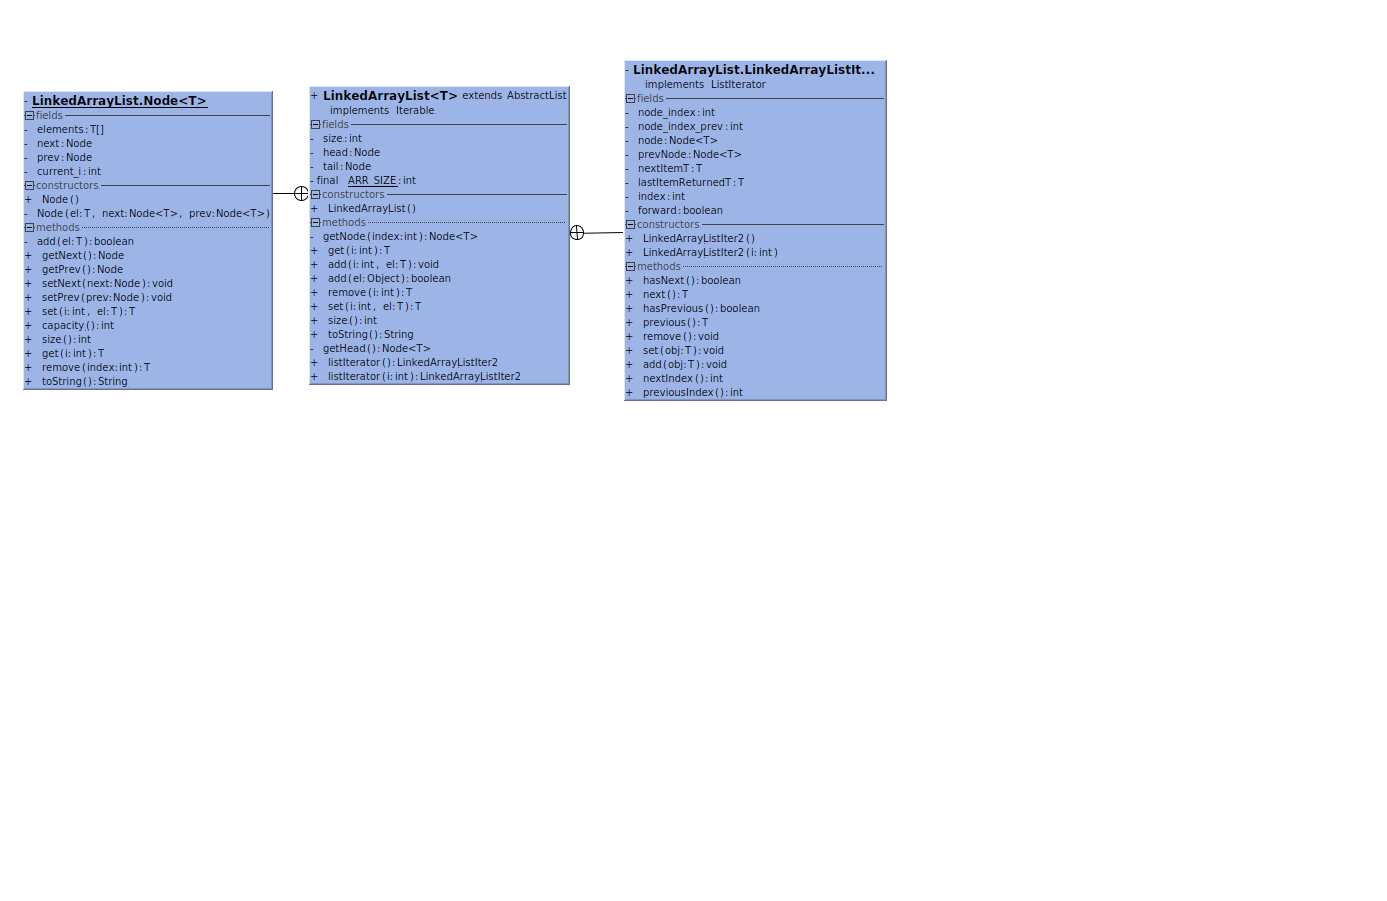 - LinkedArrayList.Node<T>
fields
- elements:T[]
- next:Node
- prev:Node
- current_i:int
constructors
+ Node()
- Node(el:T, next:Node<T>, prev:Node<T>)
methods
- add(el:T):boolean
+ getNext():Node
+ getPrev():Node
+ setNext(next:Node):void
+ setPrev(prev:Node):void
+ set(i:int, el:T):T
+ capacity():int
+ size():int
+ get(i:int):T
+ remove(index:int):T
+ toString():String
+ LinkedArrayList<T> extends AbstractList
implements Iterable
fields
- size:int
- head:Node
- tail:Node
- final ARR_SIZE:int
constructors
+ LinkedArrayList()
methods
- getNode(index:int):Node<T>
+ get(i:int):T
+ add(i:int, el:T):void
+ add(el:Object):boolean
+ remove(i:int):T
+ set(i:int, el:T):T
+ size():int
+ toString():String
- getHead():Node<T>
+ listIterator():LinkedArrayListIter2
+ listIterator(i:int):LinkedArrayListIter2
- LinkedArrayList.LinkedArrayListIt...
implements ListIterator
fields
- node_index:int
- node_index_prev:int
- node:Node<T>
- prevNode:Node<T>
- nextItemT:T
- lastItemReturnedT:T
- index:int
- forward:boolean
constructors
+ LinkedArrayListIter2()
+ LinkedArrayListIter2(i:int)
methods
+ hasNext():boolean
+ next():T
+ hasPrevious():boolean
+ previous():T
+ remove():void
+ set(obj:T):void
+ add(obj:T):void
+ nextIndex():int
+ previousIndex():int